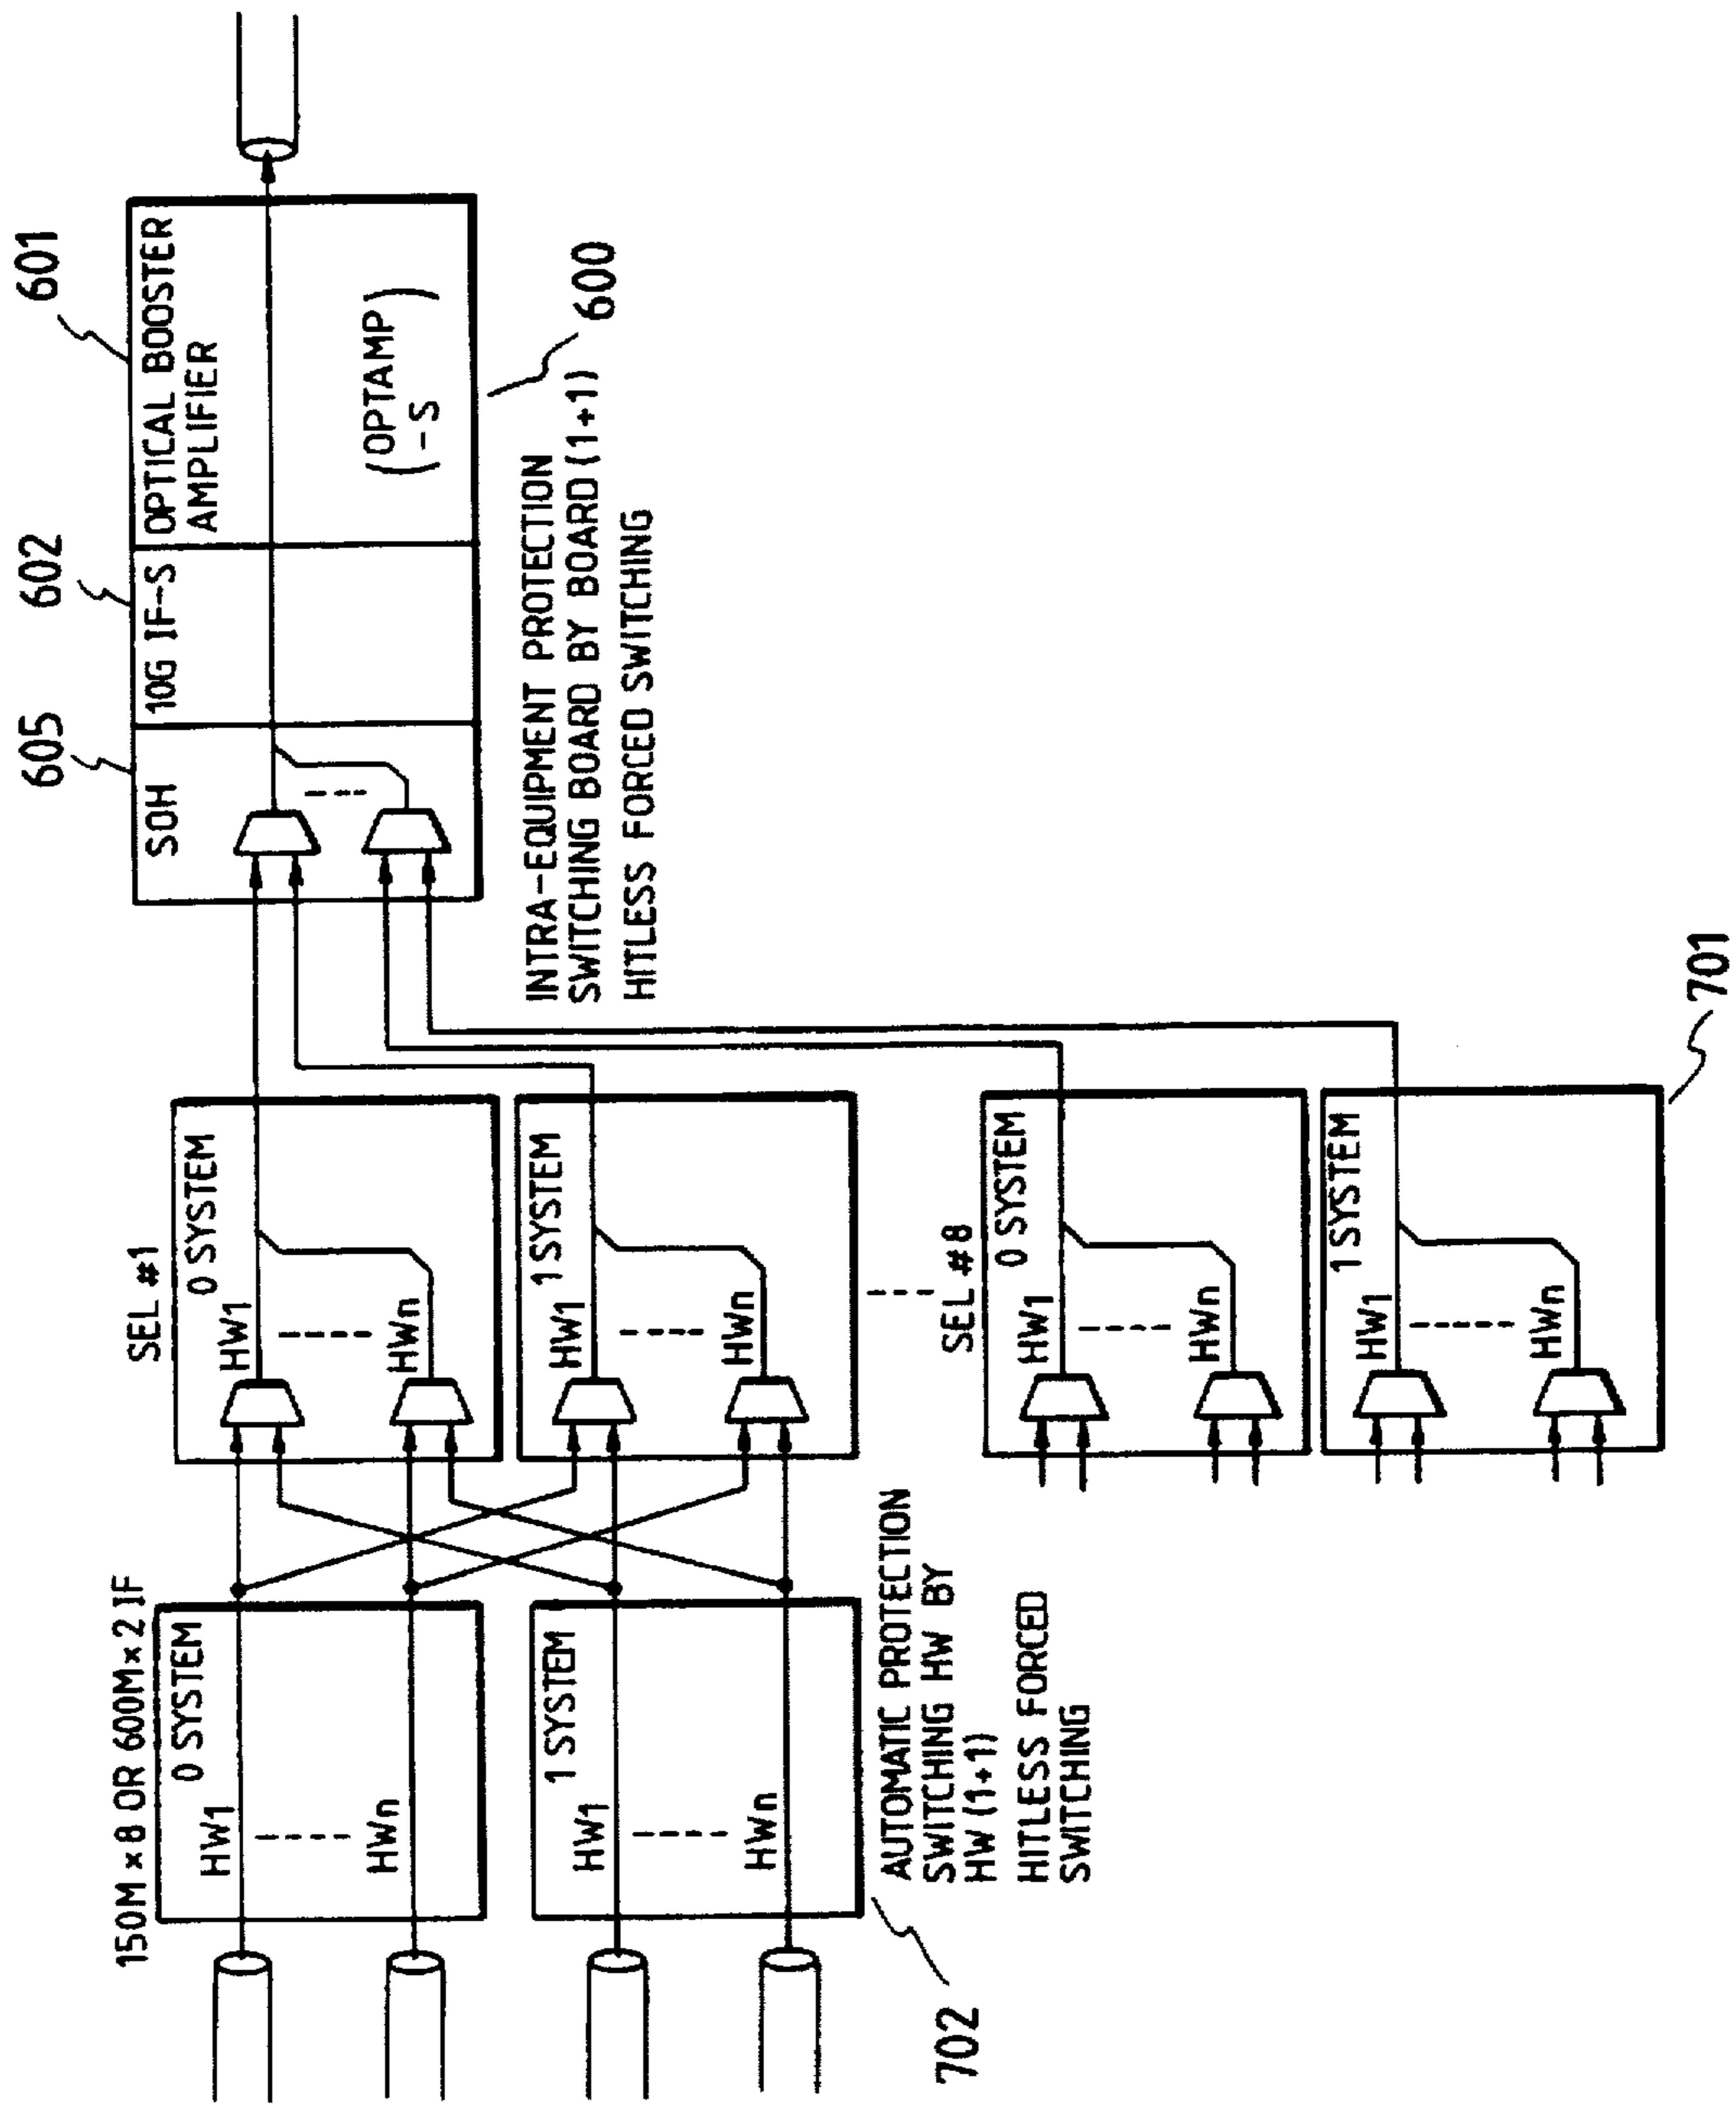 150M × 8 OR 600M × 2 IF
0 SYSTEM
HW1
HWn
1 SYSTEM
HW1
HWn
702
AUTOMATIC PROTECTION
SWITCHING HW BY
HW (1+1)
HITLESS FORCED
SWITCHING
SEL #1
0 SYSTEM
HW1
HWn
1 SYSTEM
HW1
HWn
SEL #8
0 SYSTEM
HW1
HWn
1 SYSTEM
HW1
HWn
701
605
602
601
SOH
10G IF-S
OPTICAL BOOSTER
AMPLIFIER
(OPTAMP
-S)
600
INTRA-EQUIPMENT PROTECTION
SWITCHING BOARD BY BOARD (1+1)
HITLESS FORCED SWITCHING